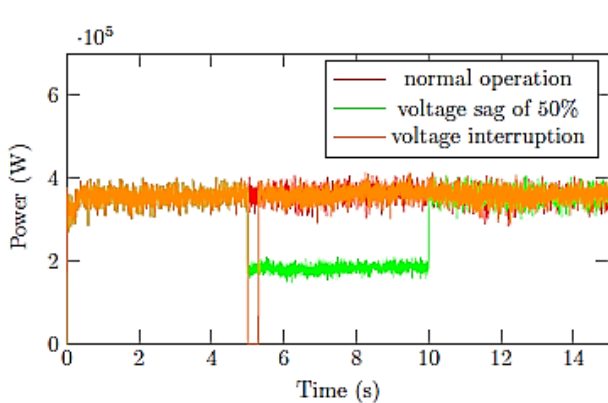 ·10⁵
6
4
2
0
Power (W)
normal operation
voltage sag of 50%
voltage interruption
0 2 4 6 8 10 12 14
Time (s)